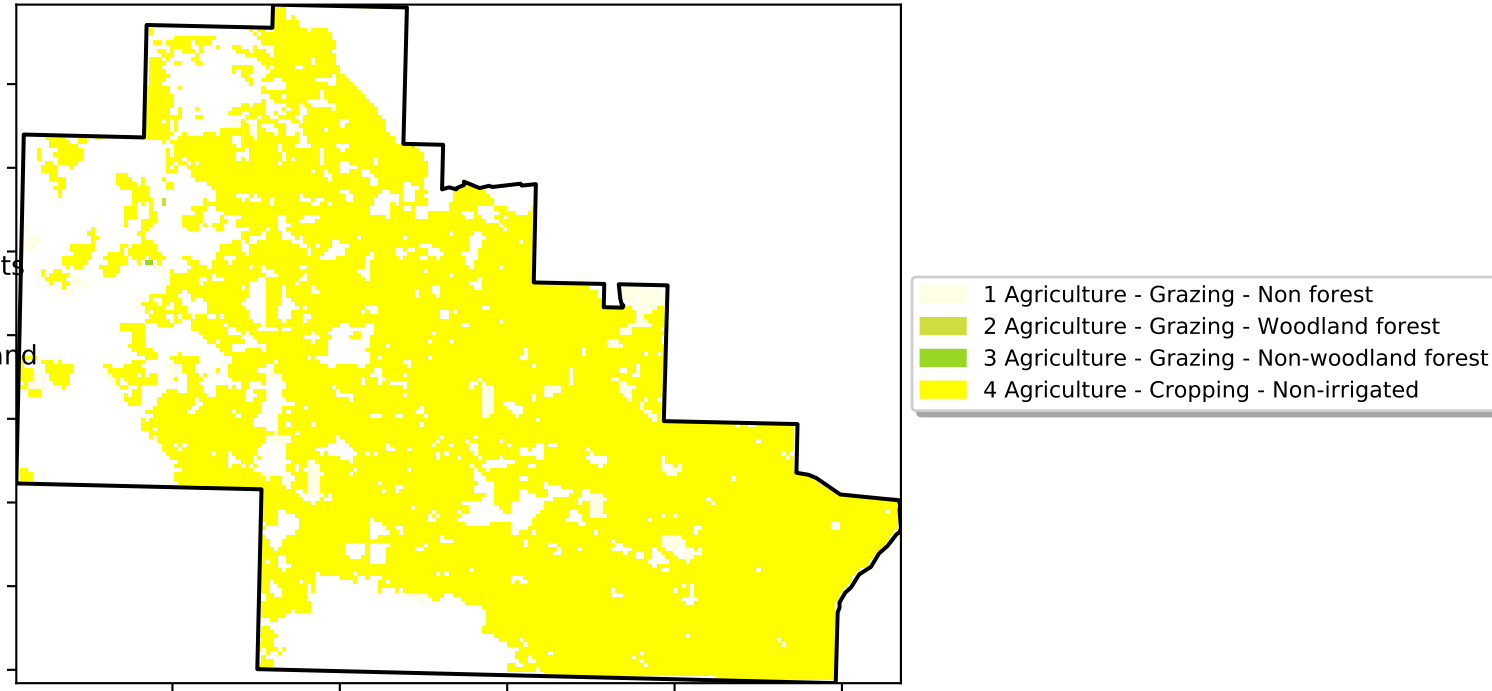 ts
nd
1 Agriculture - Grazing - Non forest
2 Agriculture - Grazing - Woodland forest
3 Agriculture - Grazing - Non-woodland forest
4 Agriculture - Cropping - Non-irrigated